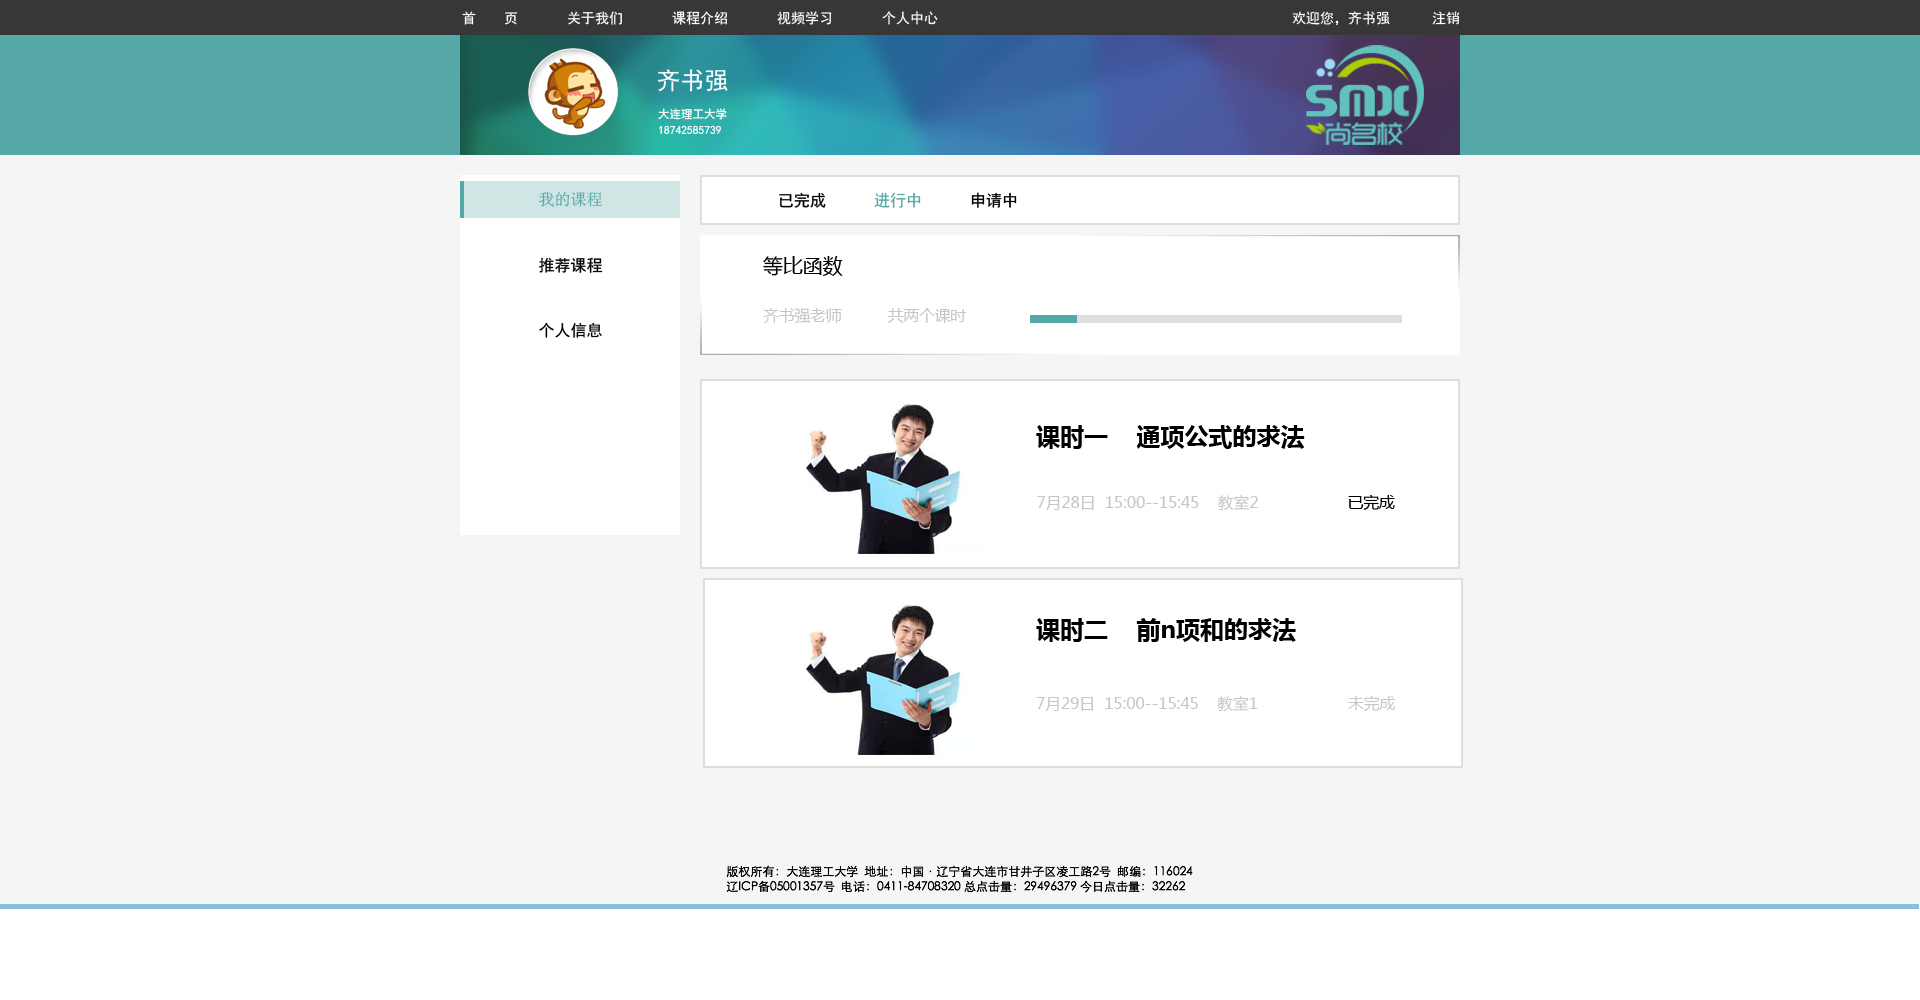 首 页 关于我们 课程介绍 视频学习 个人中心 欢迎您，齐书强 注销
齐书强
大连理工大学
18742585739
SMX
尚名校
我的课程
推荐课程
个人信息
已完成 进行中 申请中
等比函数
齐书强老师 共两个课时
课时一 通项公式的求法
7月28日 15:00--15:45 教室2 已完成
课时二 前n项和的求法
7月29日 15:00--15:45 教室1 未完成
版权所有：大连理工大学 地址：中国·辽宁省大连市甘井子区凌工路2号 邮编：116024
辽ICP备05001357号 电话：0411-84708320 总点击量：29496379 今日点击量：32262